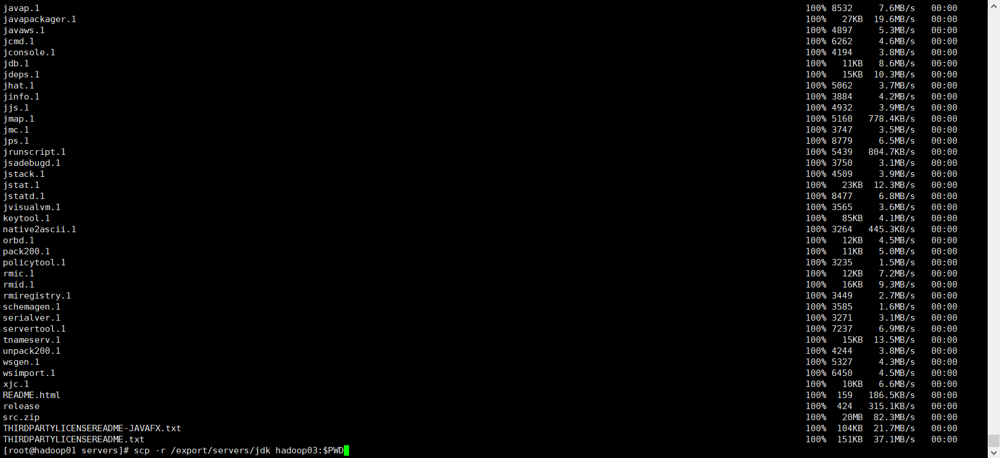 javap.1 100% 8532 7.6MB/s 00:00
javapackager.1 100% 27KB 19.6MB/s 00:00
javaws.1 100% 4897 5.3MB/s 00:00
jcmd.1 100% 6262 4.6MB/s 00:00
jconsole.1 100% 4194 3.8MB/s 00:00
jdb.1 100% 11KB 8.6MB/s 00:00
jdeps.1 100% 15KB 10.3MB/s 00:00
jhat.1 100% 5062 3.7MB/s 00:00
jinfo.1 100% 3884 4.2MB/s 00:00
jjs.1 100% 4932 3.9MB/s 00:00
jmap.1 100% 5160 778.4KB/s 00:00
jmc.1 100% 3747 3.5MB/s 00:00
jps.1 100% 8779 6.5MB/s 00:00
jrunscript.1 100% 5439 804.7KB/s 00:00
jsadebugd.1 100% 3750 3.1MB/s 00:00
jstack.1 100% 4509 3.9MB/s 00:00
jstat.1 100% 23KB 12.3MB/s 00:00
jstatd.1 100% 8477 6.8MB/s 00:00
jvisualvm.1 100% 3565 3.6MB/s 00:00
keytool.1 100% 85KB 4.1MB/s 00:00
native2ascii.1 100% 3264 445.3KB/s 00:00
orbd.1 100% 12KB 4.5MB/s 00:00
pack200.1 100% 11KB 5.0MB/s 00:00
policytool.1 100% 3235 1.5MB/s 00:00
rmic.1 100% 12KB 7.2MB/s 00:00
rmid.1 100% 16KB 9.3MB/s 00:00
rmiregistry.1 100% 3449 2.7MB/s 00:00
schemagen.1 100% 3585 1.6MB/s 00:00
serialver.1 100% 3271 3.1MB/s 00:00
servertool.1 100% 7237 6.9MB/s 00:00
tnameserv.1 100% 15KB 13.5MB/s 00:00
unpack200.1 100% 4244 3.8MB/s 00:00
wsgen.1 100% 5327 4.3MB/s 00:00
wsimport.1 100% 6450 4.5MB/s 00:00
xjc.1 100% 10KB 6.6MB/s 00:00
README.html 100% 159 186.5KB/s 00:00
release 100% 424 315.1KB/s 00:00
src.zip 100% 20MB 82.3MB/s 00:00
THIRDPARTYLICENSEREADME-JAVAFX.txt 100% 104KB 21.7MB/s 00:00
THIRDPARTYLICENSEREADME.txt 100% 151KB 37.1MB/s 00:00
[root@hadoop01 servers]# scp -r /export/servers/jdk hadoop03:$PWD